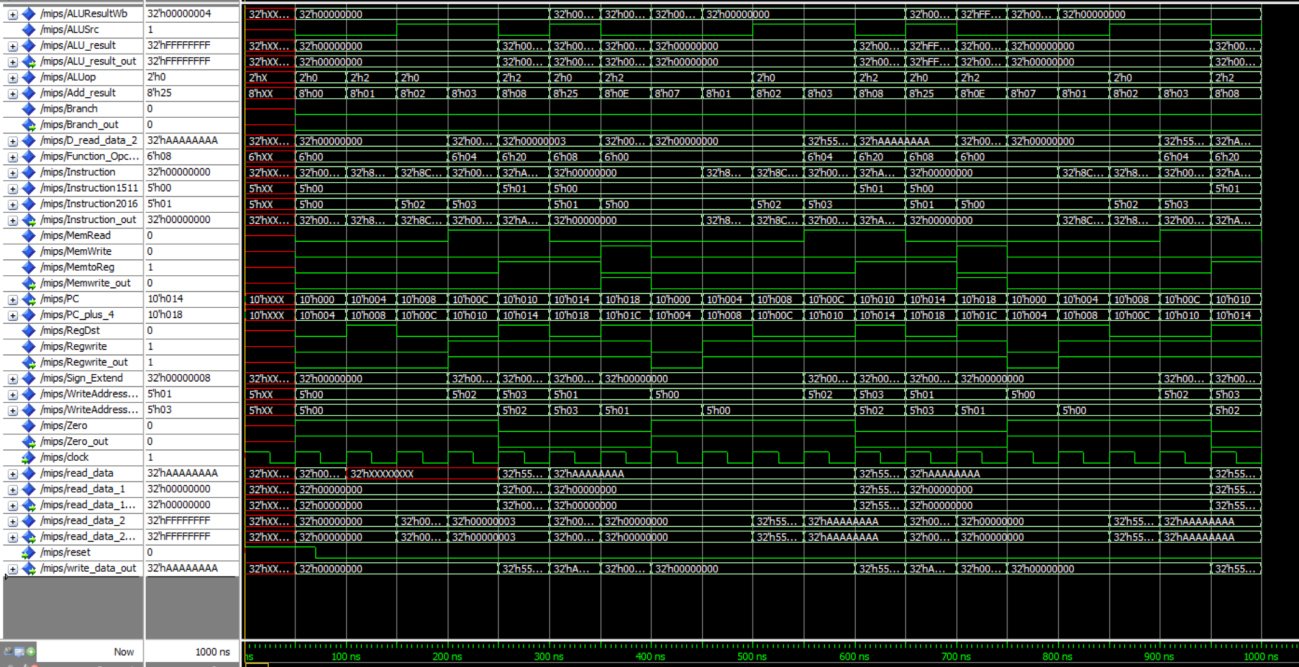 /mips/ALUResultWb 32'h00000004 32'hXX... 32'h00000000 32'h00... 32'h00... 32'h00... 32'h00000000 32'h00... 32'hFF... 32'h00... 32'h00000000
/mips/ALUSrc 1
/mips/ALU_result 32'hFFFFFFFF 32'hXX... 32'h00000000 32'h00... 32'h00... 32'h00... 32'h00000000 32'h00... 32'hFF... 32'h00... 32'h00000000 32'h00...
/mips/ALU_result_out 32'hFFFFFFFF 32'hXX... 32'h00000000 32'h00... 32'h00... 32'h00... 32'h00000000 32'h00... 32'hFF... 32'h00... 32'h00000000 32'h00...
/mips/ALUop 2'h0 2'hX 2'h0 2'h2 2'h0 2'h2 2'h0 2'h2 2'h0 2'h2 2'h0 2'h2 2'h0 2'h2
/mips/Add_result 8'h25 8'hXX 8'h00 8'h01 8'h02 8'h03 8'h08 8'h25 8'h0E 8'h07 8'h01 8'h02 8'h03 8'h08 8'h25 8'h0E 8'h07 8'h01 8'h02 8'h03 8'h08
/mips/Branch 0
/mips/Branch_out 0
/mips/D_read_data_2 32'hAAAAAAAA 32'hXX... 32'h00000000 32'h00... 32'h00000003 32'h00... 32'h00000000 32'h55... 32'hAAAAAAAA 32'h00... 32'h00000000 32'h55... 32'hA...
/mips/Function_Opc... 6'h08 6'hXX 6'h00 6'h04 6'h20 6'h08 6'h00 6'h04 6'h20 6'h08 6'h00 6'h04 6'h20
/mips/Instruction 32'h00000000 32'hXX... 32'h00... 32'h8... 32'h8C... 32'h00... 32'hA... 32'h00000000 32'h8... 32'h8C... 32'h00... 32'hA... 32'h00000000 32'h8C... 32'h8... 32'h00... 32'hA...
/mips/Instruction1511 5'h00 5'hXX 5'h00 5'h01 5'h00 5'h01 5'h00 5'h01
/mips/Instruction2016 5'h01 5'hXX 5'h00 5'h02 5'h03 5'h01 5'h00 5'h02 5'h03 5'h01 5'h00 5'h02 5'h03
/mips/Instruction_out 32'h00000000 32'hXX... 32'h00... 32'h8... 32'h8C... 32'h00... 32'hA... 32'h00000000 32'h8... 32'h8C... 32'h00... 32'hA... 32'h00000000 32'h8C... 32'h8... 32'h00... 32'hA...
/mips/MemRead 0
/mips/MemWrite 0
/mips/MemtoReg 1
/mips/Memwrite_out 0
/mips/PC 10'h014 10'hXXX 10'h000 10'h004 10'h008 10'h00C 10'h010 10'h014 10'h018 10'h000 10'h004 10'h008 10'h00C 10'h010 10'h014 10'h018 10'h000 10'h004 10'h008 10'h00C 10'h010
/mips/PC_plus_4 10'h018 10'hXXX 10'h004 10'h008 10'h00C 10'h010 10'h014 10'h018 10'h01C 10'h004 10'h008 10'h00C 10'h010 10'h014 10'h018 10'h01C 10'h004 10'h008 10'h00C 10'h010 10'h014
/mips/RegDst 0
/mips/Regwrite 1
/mips/Regwrite_out 1
/mips/Sign_Extend 32'h00000008 32'hXX... 32'h00000000 32'h00... 32'h00... 32'h00... 32'h00000000 32'h00... 32'h00... 32'h00... 32'h00000000 32'h00... 32'h00...
/mips/WriteAddress... 5'h01 5'hXX 5'h00 5'h02 5'h03 5'h01 5'h00 5'h02 5'h03 5'h01 5'h00 5'h02 5'h03
/mips/WriteAddress... 5'h03 5'hXX 5'h00 5'h02 5'h03 5'h01 5'h00 5'h02 5'h03 5'h01 5'h00 5'h02
/mips/Zero 0
/mips/Zero_out 0
/mips/clock 1
/mips/read_data 32'hAAAAAAAA 32'hXX... 32'h00... 32'hXXXXXXXX 32'h55... 32'hAAAAAAAA 32'h55... 32'hAAAAAAAA 32'h55...
/mips/read_data_1 32'h00000000 32'hXX... 32'h00000000 32'h00... 32'h00000000 32'h55... 32'h00000000 32'h55...
/mips/read_data_1... 32'h00000000 32'hXX... 32'h00000000 32'h00... 32'h00000000 32'h55... 32'h00000000 32'h55...
/mips/read_data_2 32'hFFFFFFFF 32'hXX... 32'h00000000 32'h00... 32'h00000003 32'h00... 32'h00000000 32'h55... 32'hAAAAAAAA 32'h00... 32'h00000000 32'h55... 32'hAAAAAAAA
/mips/read_data_2... 32'hFFFFFFFF 32'hXX... 32'h00000000 32'h00... 32'h00000003 32'h00... 32'h00000000 32'h55... 32'hAAAAAAAA 32'h00... 32'h00000000 32'h55... 32'hAAAAAAAA
/mips/reset 0
/mips/write_data_out 32'hAAAAAAAA 32'hXX... 32'h00000000 32'h55... 32'hA... 32'h00... 32'h00000000 32'h55... 32'hA... 32'h00... 32'h00000000 32'h55...
Now 1000 ns ns 100 ns 200 ns 300 ns 400 ns 500 ns 600 ns 700 ns 800 ns 900 ns 1000 ns